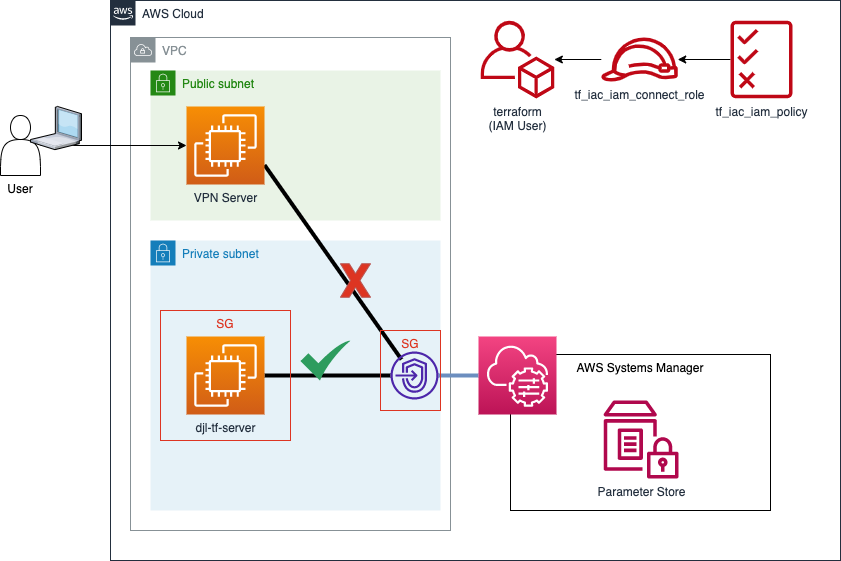 aws
AWS Cloud
VPC
Public subnet
VPN Server
User
terraform
(IAM User)
tf_iac_iam_connect_role
tf_iac_iam_policy
Private subnet
SG
djl-tf-server
SG
AWS Systems Manager
Parameter Store